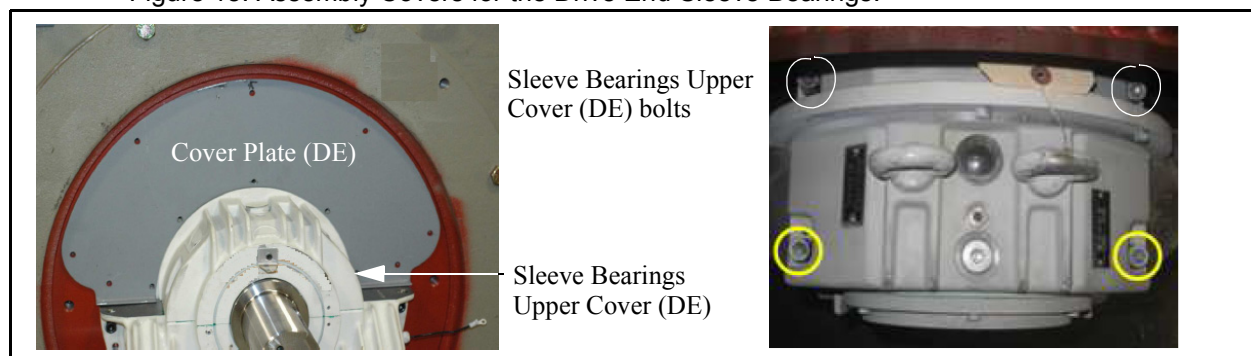 Figure 10. Assembly Covers for the Drive End Sleeve Bearings.
Cover Plate (DE)
Sleeve Bearings Upper
Cover (DE) bolts
Sleeve Bearings
Upper Cover (DE)